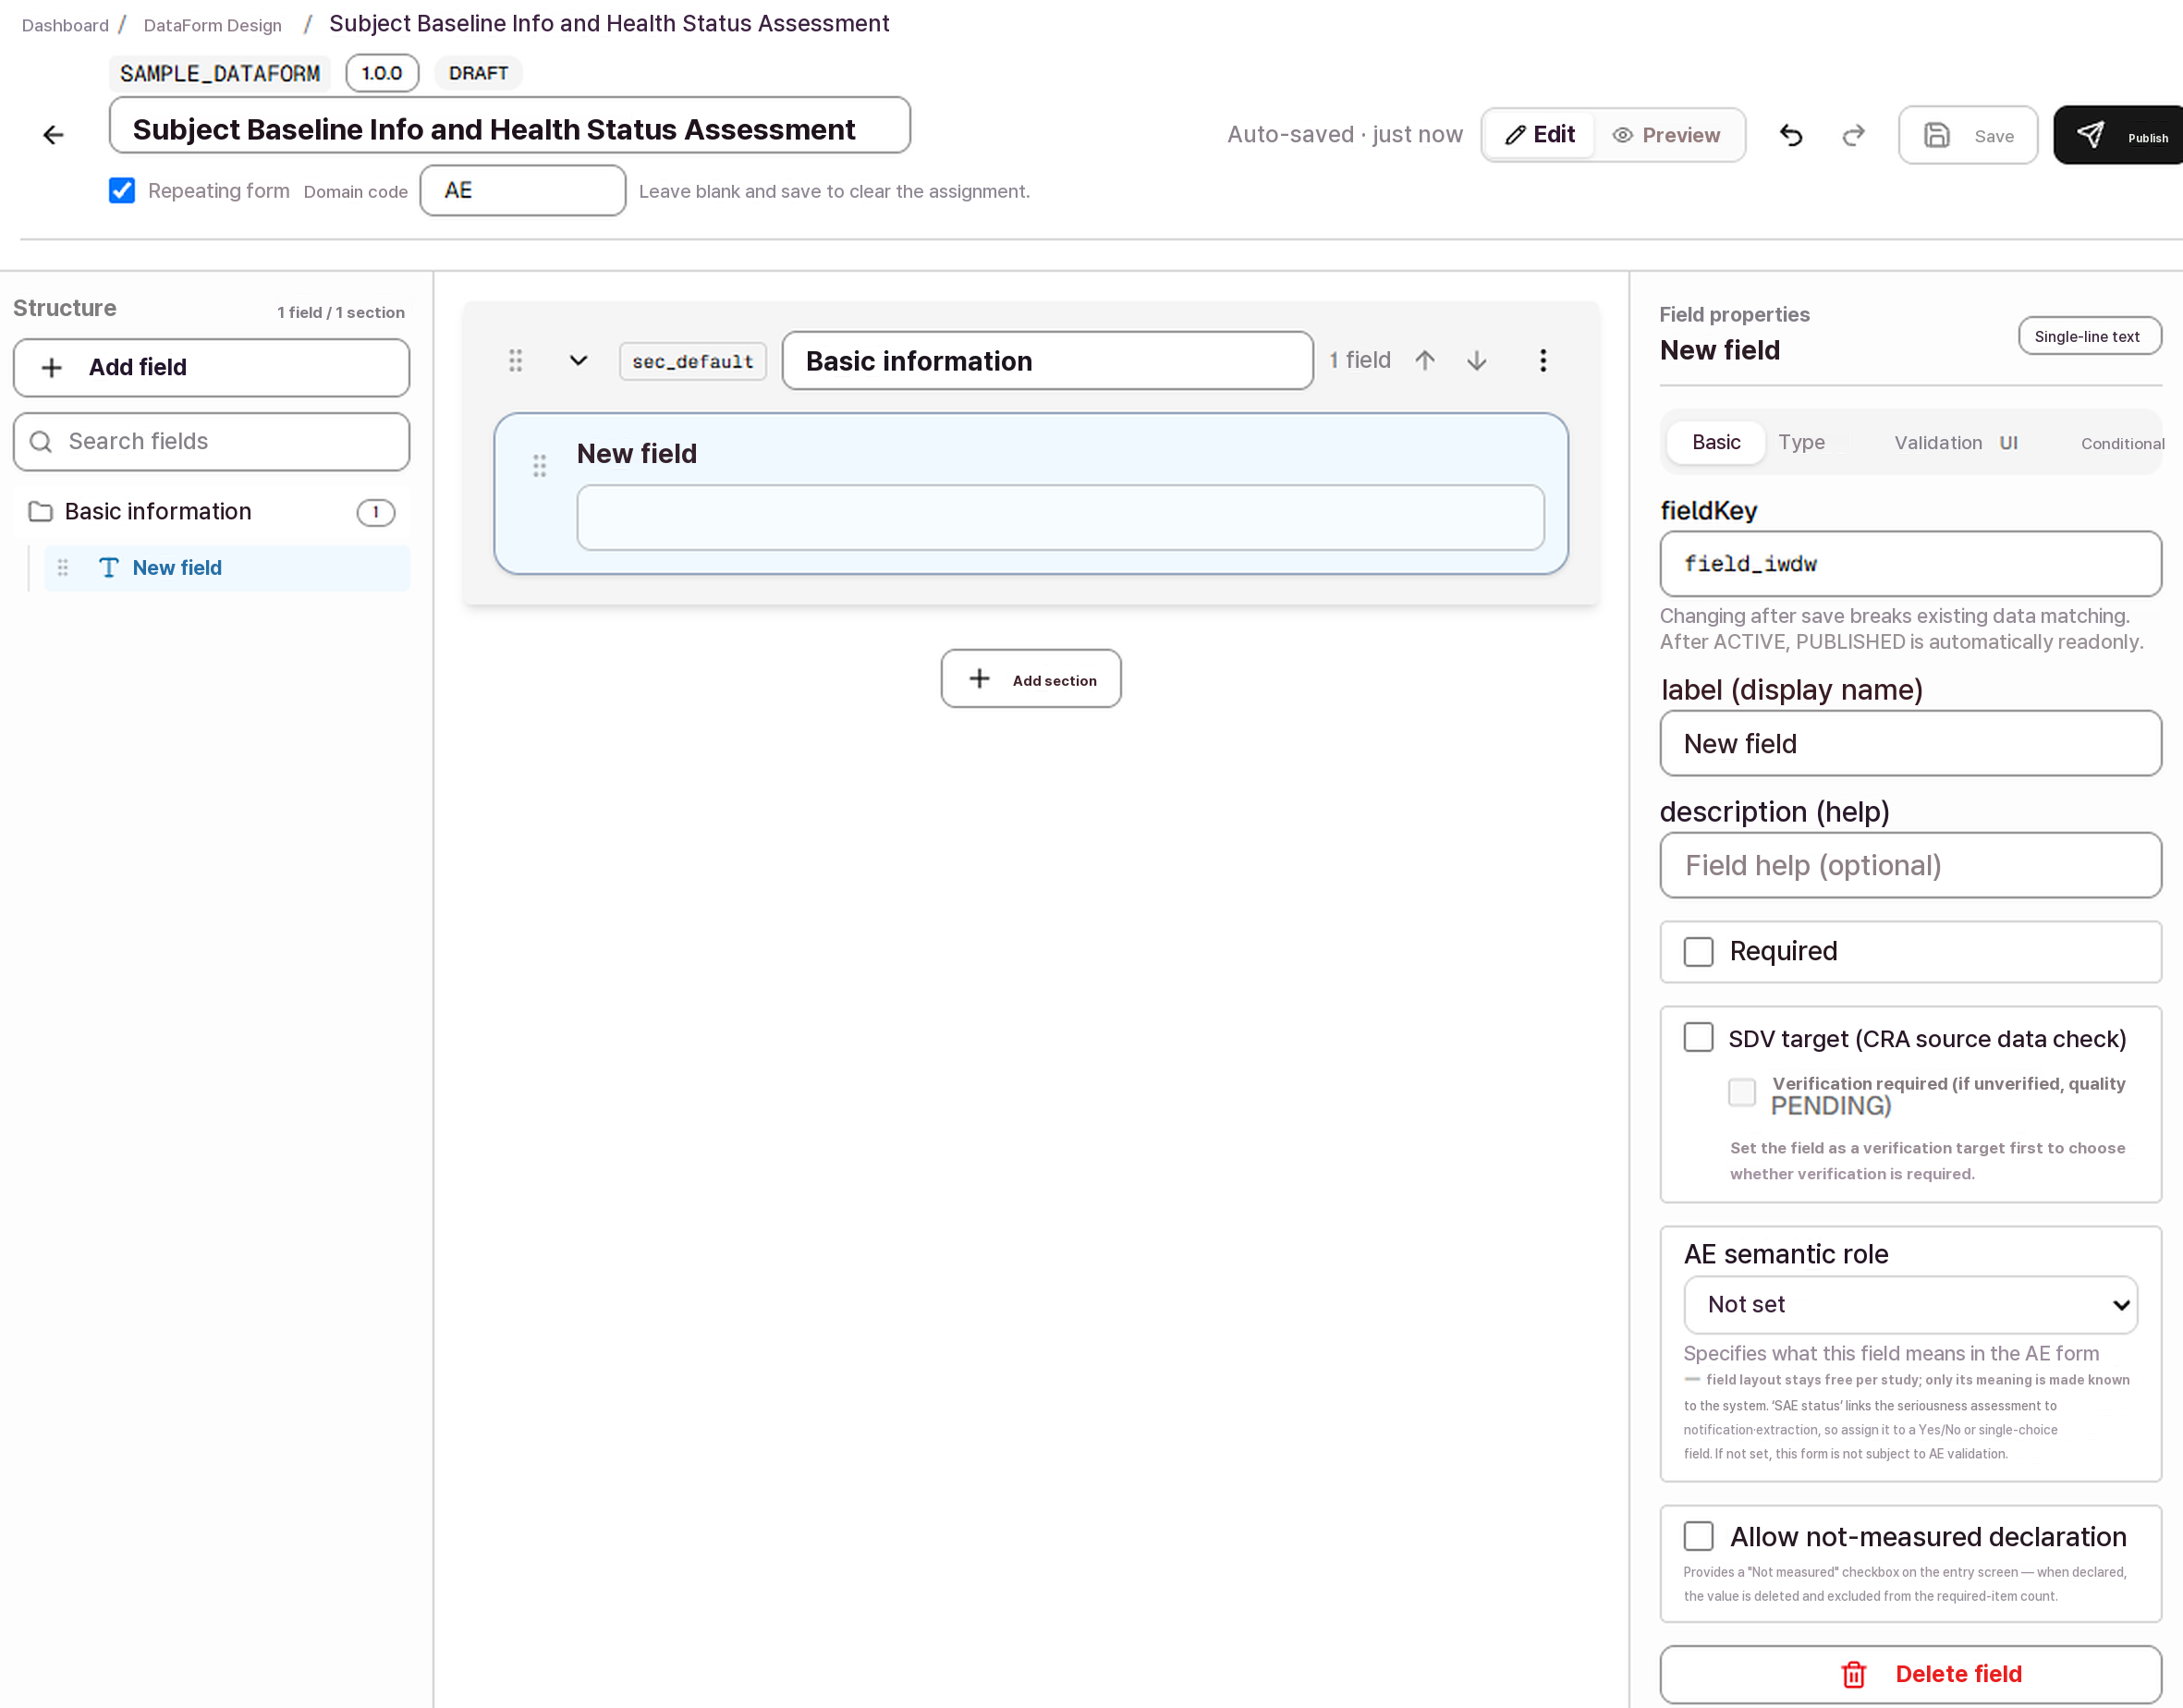 Dashboard / DataForm Design / Subject Baseline Info and Health Status Assessment
SAMPLE_DATAFORM 1.0.0 DRAFT
Subject Baseline Info and Health Status Assessment
Auto-saved · just now Edit Preview Save Publish
Repeating form Domain code AE Leave blank and save to clear the assignment.
Structure 1 field / 1 section
Add field
Search fields
Basic information 1
New field
sec_default Basic information 1 field
New field
Add section
Field properties
New field Single-line text
Basic Type Validation UI Conditional
fieldKey
field_iwdw
Changing after save breaks existing data matching.
After ACTIVE, PUBLISHED is automatically readonly.
label (display name)
New field
description (help)
Field help (optional)
Required
SDV target (CRA source data check)
Verification required (if unverified, quality
PENDING)
Set the field as a verification target first to choose
whether verification is required.
AE semantic role
Not set
Specifies what this field means in the AE form
— field layout stays free per study; only its meaning is made known
to the system. ‘SAE status’ links the seriousness assessment to
notification·extraction, so assign it to a Yes/No or single-choice
field. If not set, this form is not subject to AE validation.
Allow not-measured declaration
Provides a "Not measured" checkbox on the entry screen — when declared,
the value is deleted and excluded from the required-item count.
Delete field